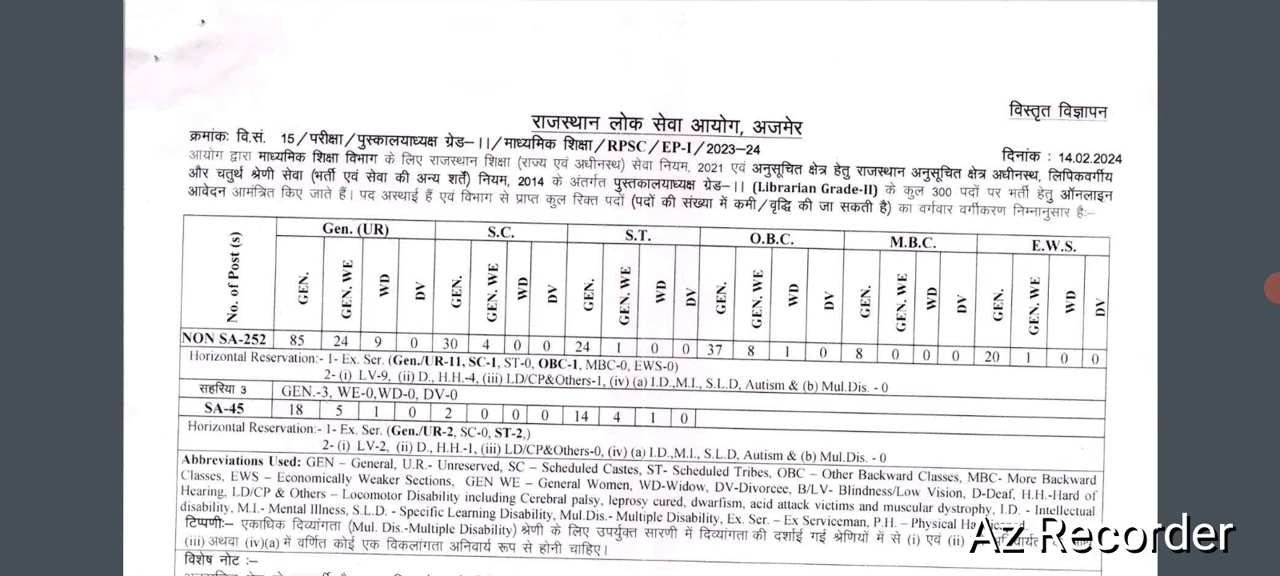 विस्तृत विज्ञापन
राजस्थान लोक सेवा आयोग, अजमेर
क्रमांकः वि.सं. 15/परीक्षा/पुस्कालयाध्यक्ष ग्रेड–।।/माध्यमिक शिक्षा/RPSC/EP-I/2023-24
दिनांक : 14.02.2024
आयोग द्वारा माध्यमिक शिक्षा विभाग के लिए राजस्थान शिक्षा (राज्य एवं अधीनस्थ) सेवा नियम, 2021 एवं अनुसूचित क्षेत्र हेतु राजस्थान अनुसूचित क्षेत्र अधीनस्थ, लिपिकवर्गीय
और चतुर्थ श्रेणी सेवा (भर्ती एवं सेवा की अन्य शर्ते) नियम, 2014 के अंतर्गत पुस्तकालयाध्यक्ष ग्रेड–।। (Librarian Grade-II) के कुल 300 पदों पर भर्ती हेतु ऑनलाइन
आवेदन आमंत्रित किए जाते हैं। पद अस्थाई हैं एवं विभाग से प्राप्त कुल रिक्त पदों (पदों की संख्या में कमी/वृद्धि की जा सकती है) का वर्गवार वर्गीकरण निम्नानुसार है:–
No. of Post (s) Gen. (UR) S.C. S.T. O.B.C. M.B.C. E.W.S.
GEN. GEN. WE WD DV GEN. GEN. WE WD DV GEN. GEN. WE WD DV GEN. GEN. WE WD DV GEN. GEN. WE WD DV GEN. GEN. WE WD DV
NON SA-252 85 24 9 0 30 4 0 0 24 1 0 0 37 8 1 0 8 0 0 0 20 1 0 0
Horizontal Reservation:- 1- Ex. Ser. (Gen./UR-11, SC-1, ST-0, OBC-1, MBC-0, EWS-0)
2- (i) LV-9, (ii) D., H.H.-4, (iii) LD/CP&Others-1, (iv) (a) I.D.,M.I., S.L.D, Autism & (b) Mul.Dis. - 0
सहरिया 3 GEN.-3, WE-0,WD-0, DV-0
SA-45 18 5 1 0 2 0 0 0 14 4 1 0
Horizontal Reservation:- 1- Ex. Ser. (Gen./UR-2, SC-0, ST-2,)
2- (i) LV-2, (ii) D., H.H.-1, (iii) LD/CP&Others-0, (iv) (a) I.D.,M.I., S.L.D, Autism & (b) Mul.Dis. - 0
Abbreviations Used: GEN – General, U.R.- Unreserved, SC – Scheduled Castes, ST- Scheduled Tribes, OBC – Other Backward Classes, MBC- More Backward
Classes, EWS – Economically Weaker Sections, GEN WE – General Women, WD-Widow, DV-Divorcee, B/LV- Blindness/Low Vision, D-Deaf, H.H.-Hard of
Hearing, LD/CP & Others – Locomotor Disability including Cerebral palsy, leprosy cured, dwarfism, acid attack victims and muscular dystrophy, I.D. - Intellectual
disability, M.I.- Mental Illness, S.L.D. - Specific Learning Disability, Mul.Dis.- Multiple Disability, Ex. Ser. – Ex Serviceman, P.H. – Physical
टिप्पणीः– एकाधिक दिव्यांगता (Mul. Dis.-Multiple Disability) श्रेणी के लिए उपर्युक्त सारणी में दिव्यांगता की दर्शाई गई श्रेणियों में से (i) एवं (ii)
(iii) अथवा (iv)(a) में वर्णित कोई एक विकलांगता अनिवार्य रूप से होनी चाहिए।
विशेष नोट :–
Az Recorder